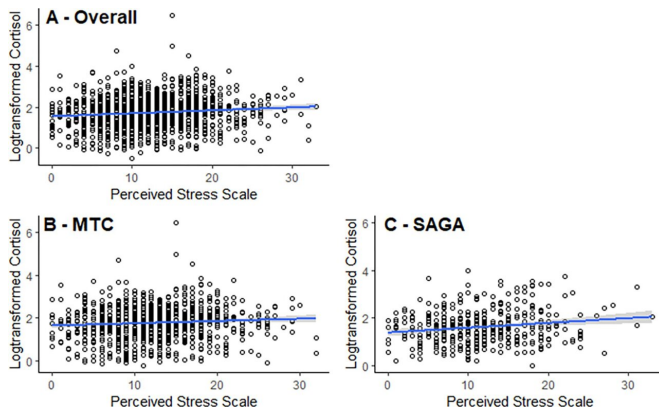 A - Overall
Logtransformed Cortisol
6
4
2
0
0 10 20 30
Perceived Stress Scale
B - MTC
Logtransformed Cortisol
6
4
2
0
0 10 20 30
Perceived Stress Scale
C - SAGA
Logtransformed Cortisol
6
4
2
0
0 10 20 30
Perceived Stress Scale